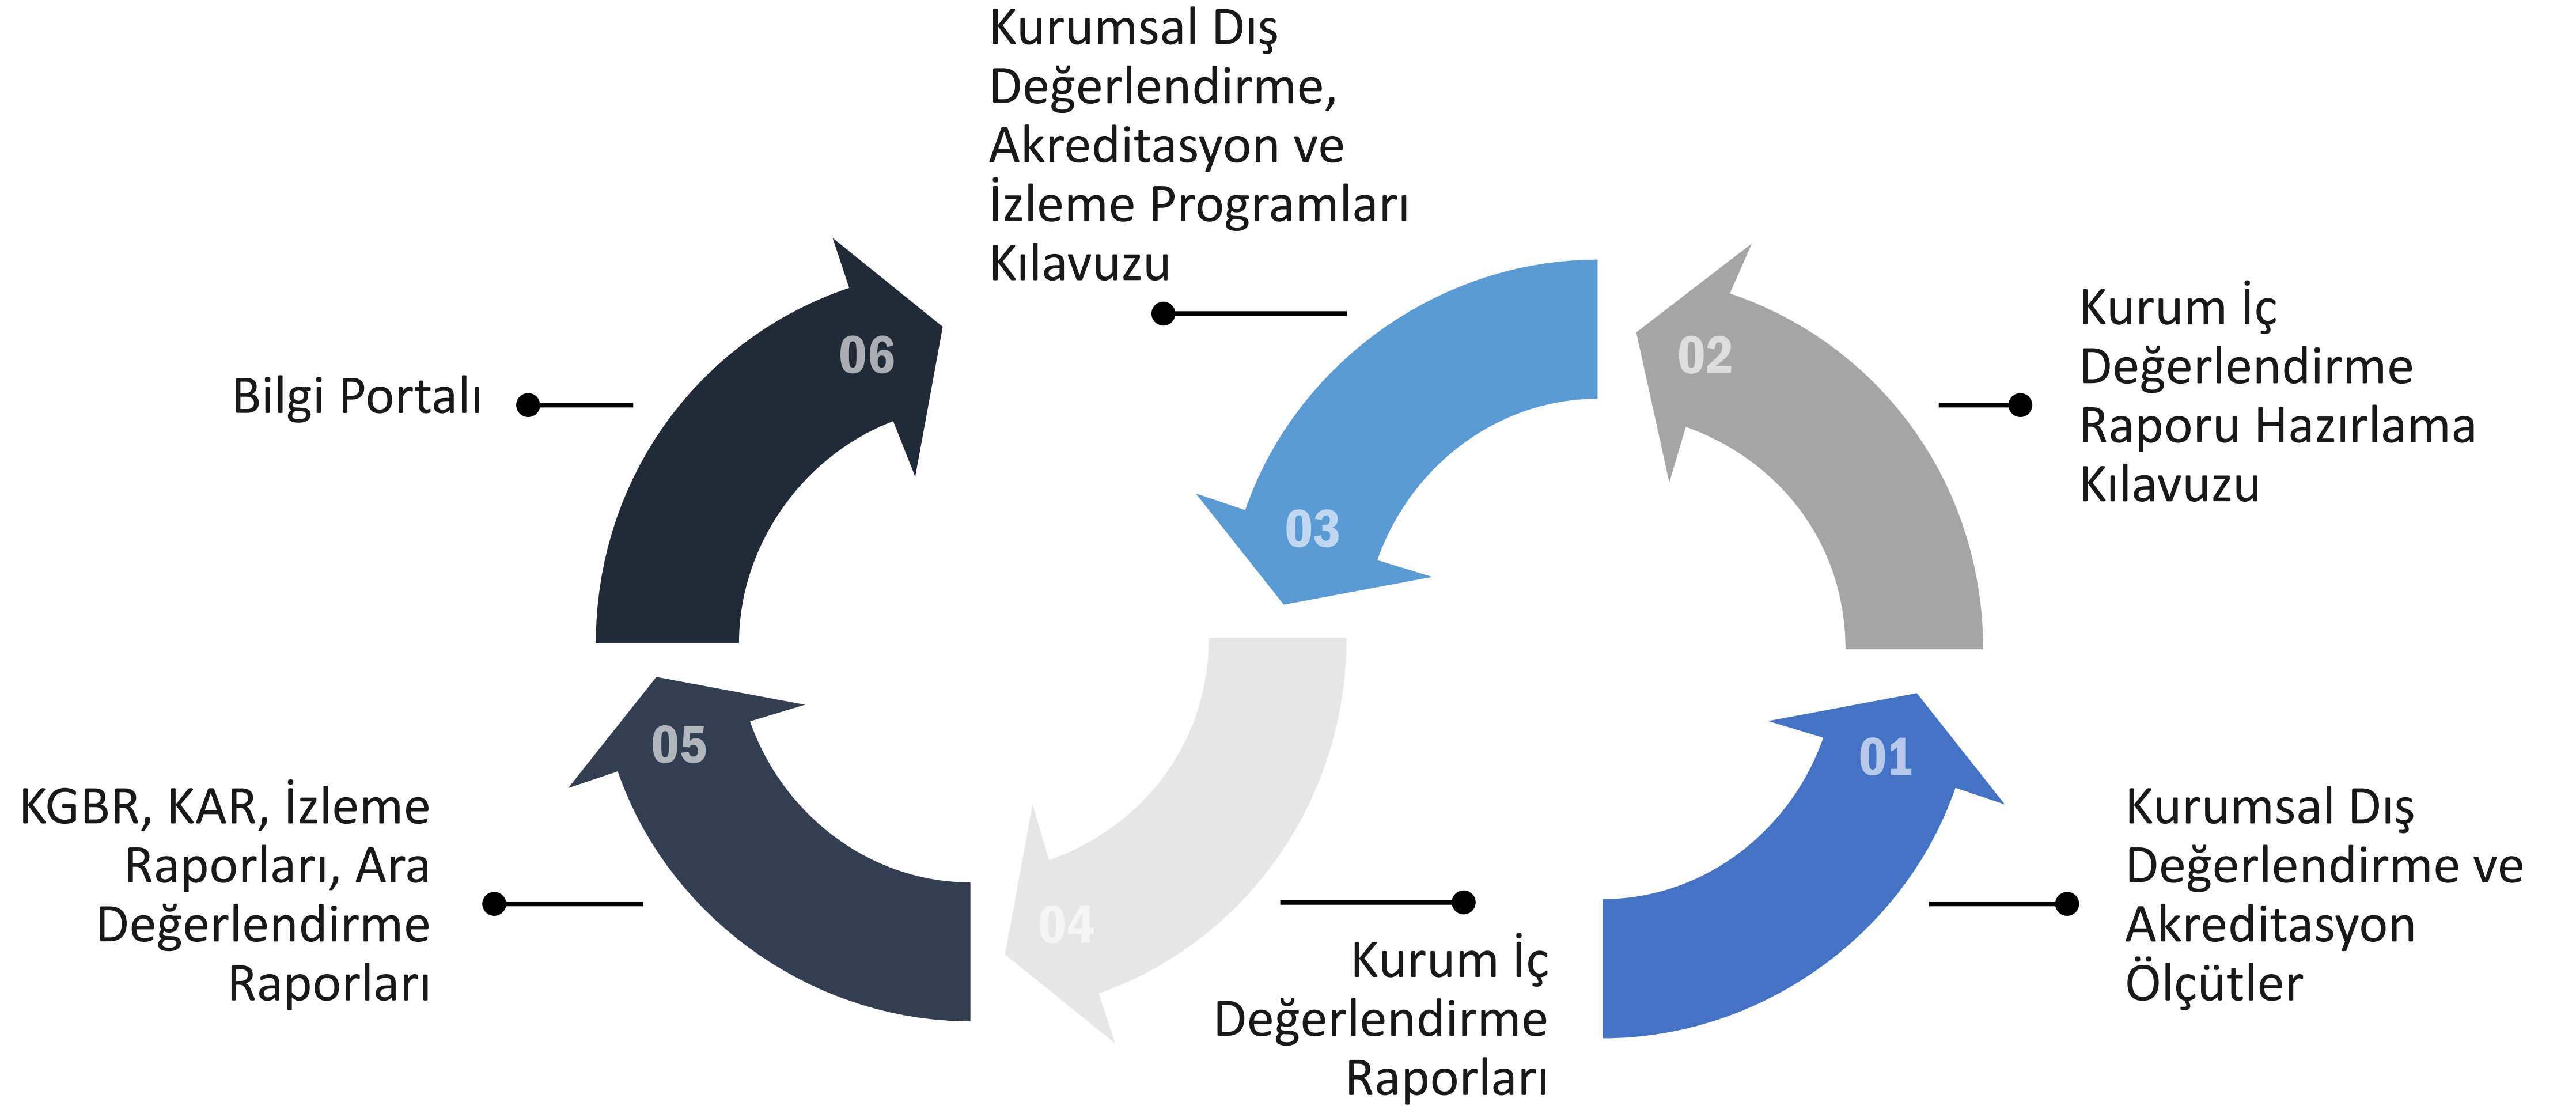 Kurumsal Dış
Değerlendirme,
Akreditasyon ve
İzleme Programları
Kılavuzu
06
Bilgi Portalı
03
02
Kurum İç
Değerlendirme
Raporu Hazırlama
Kılavuzu
05
KGBR, KAR, İzleme
Raporları, Ara
Değerlendirme
Raporları
04
Kurum İç
Değerlendirme
Raporları
01
Kurumsal Dış
Değerlendirme ve
Akreditasyon
Ölçütler